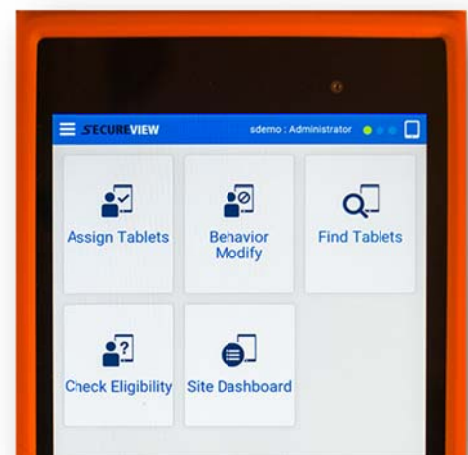 SECUREVIEW
sdemo : Administrator
Assign Tablets
Behavior
Modify
Find Tablets
?
Check Eligibility
Site Dashboard